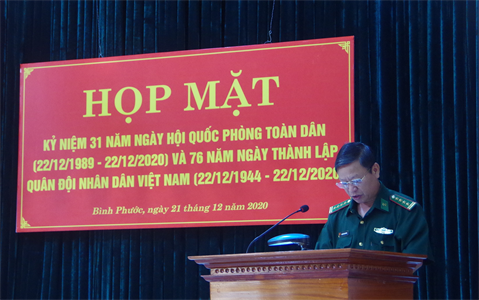 HỌP MẶT
KỶ NIỆM 31 NĂM NGÀY HỘI QUỐC PHÒNG TOÀN DÂN
(22/12/1989 - 22/12/2020) VÀ 76 NĂM NGÀY THÀNH LẬP
QUÂN ĐỘI NHÂN DÂN VIỆT NAM (22/12/1944 - 22/12/2020
Bình Phước, ngày 21 tháng 12 năm 2020